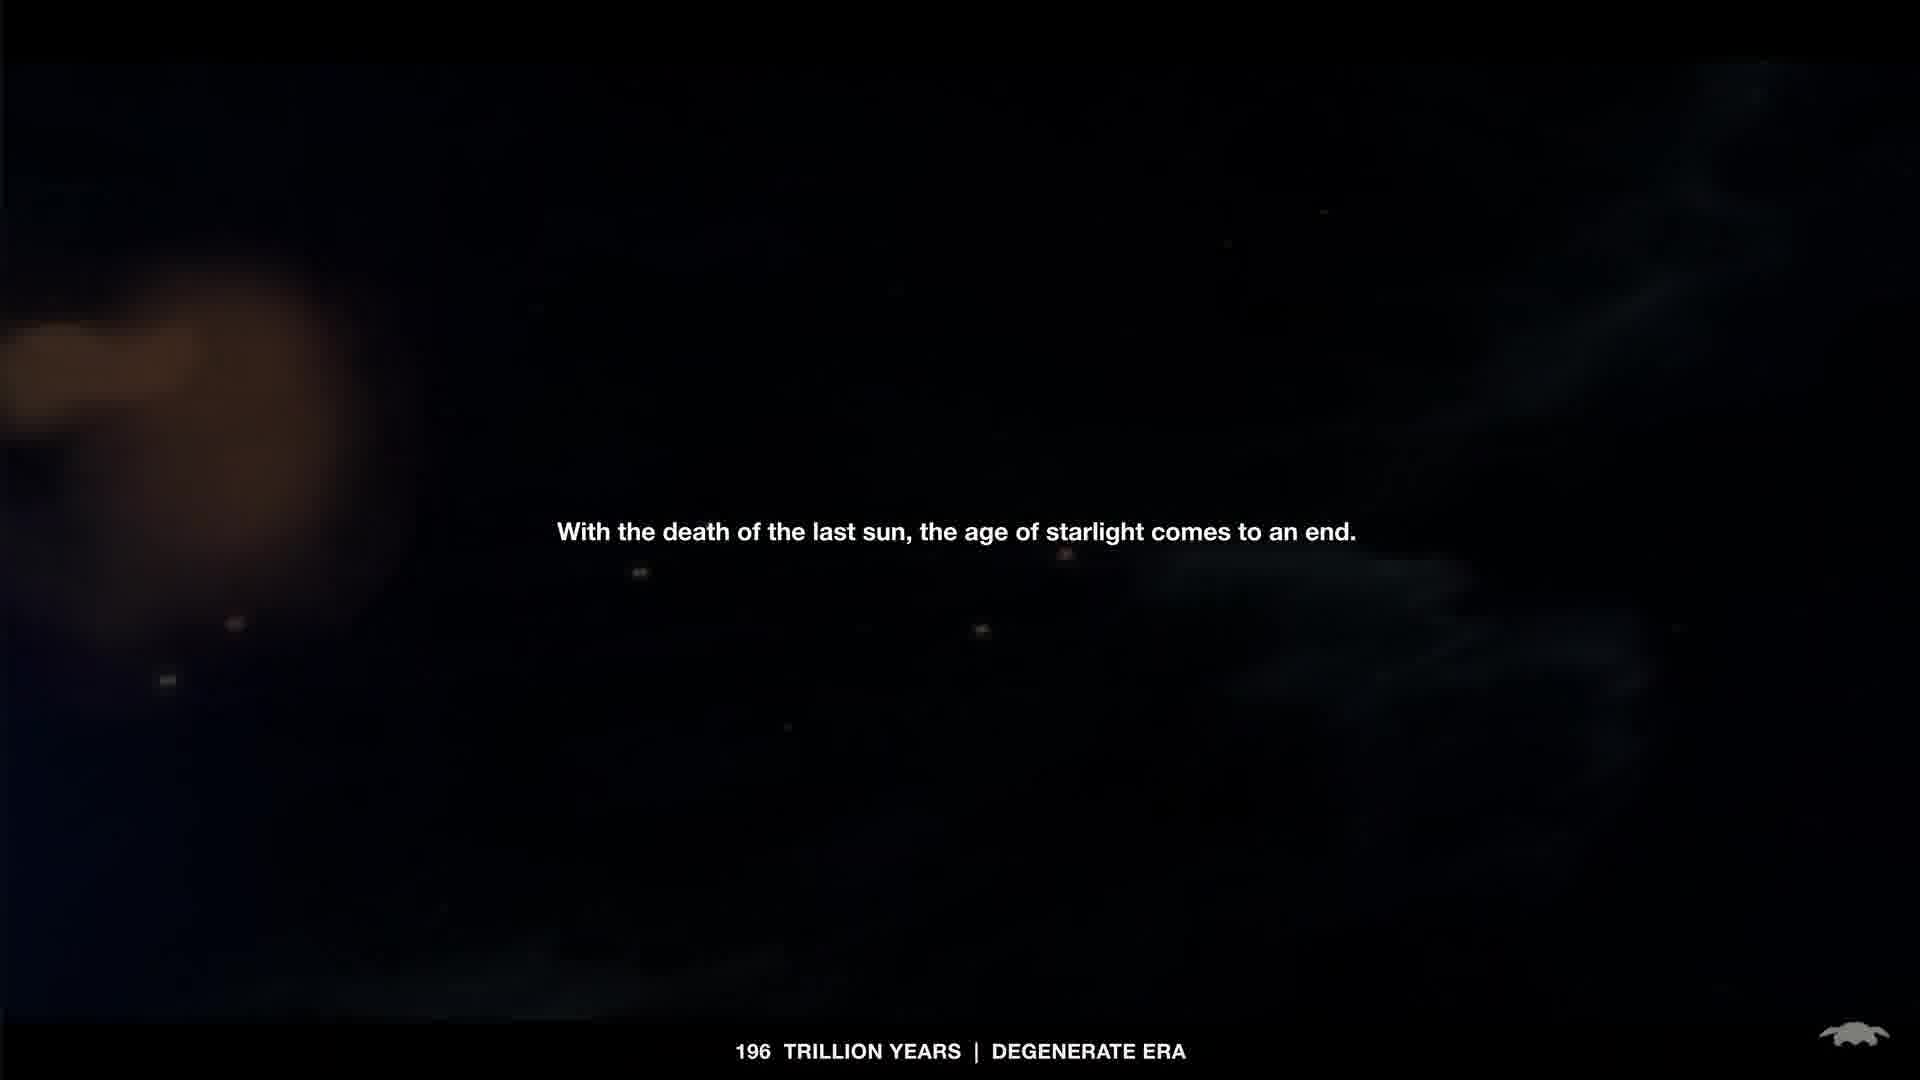 With the death of the last sun, the age of starlight comes to an end.
196 TRILLION YEARS | DEGENERATE ERA